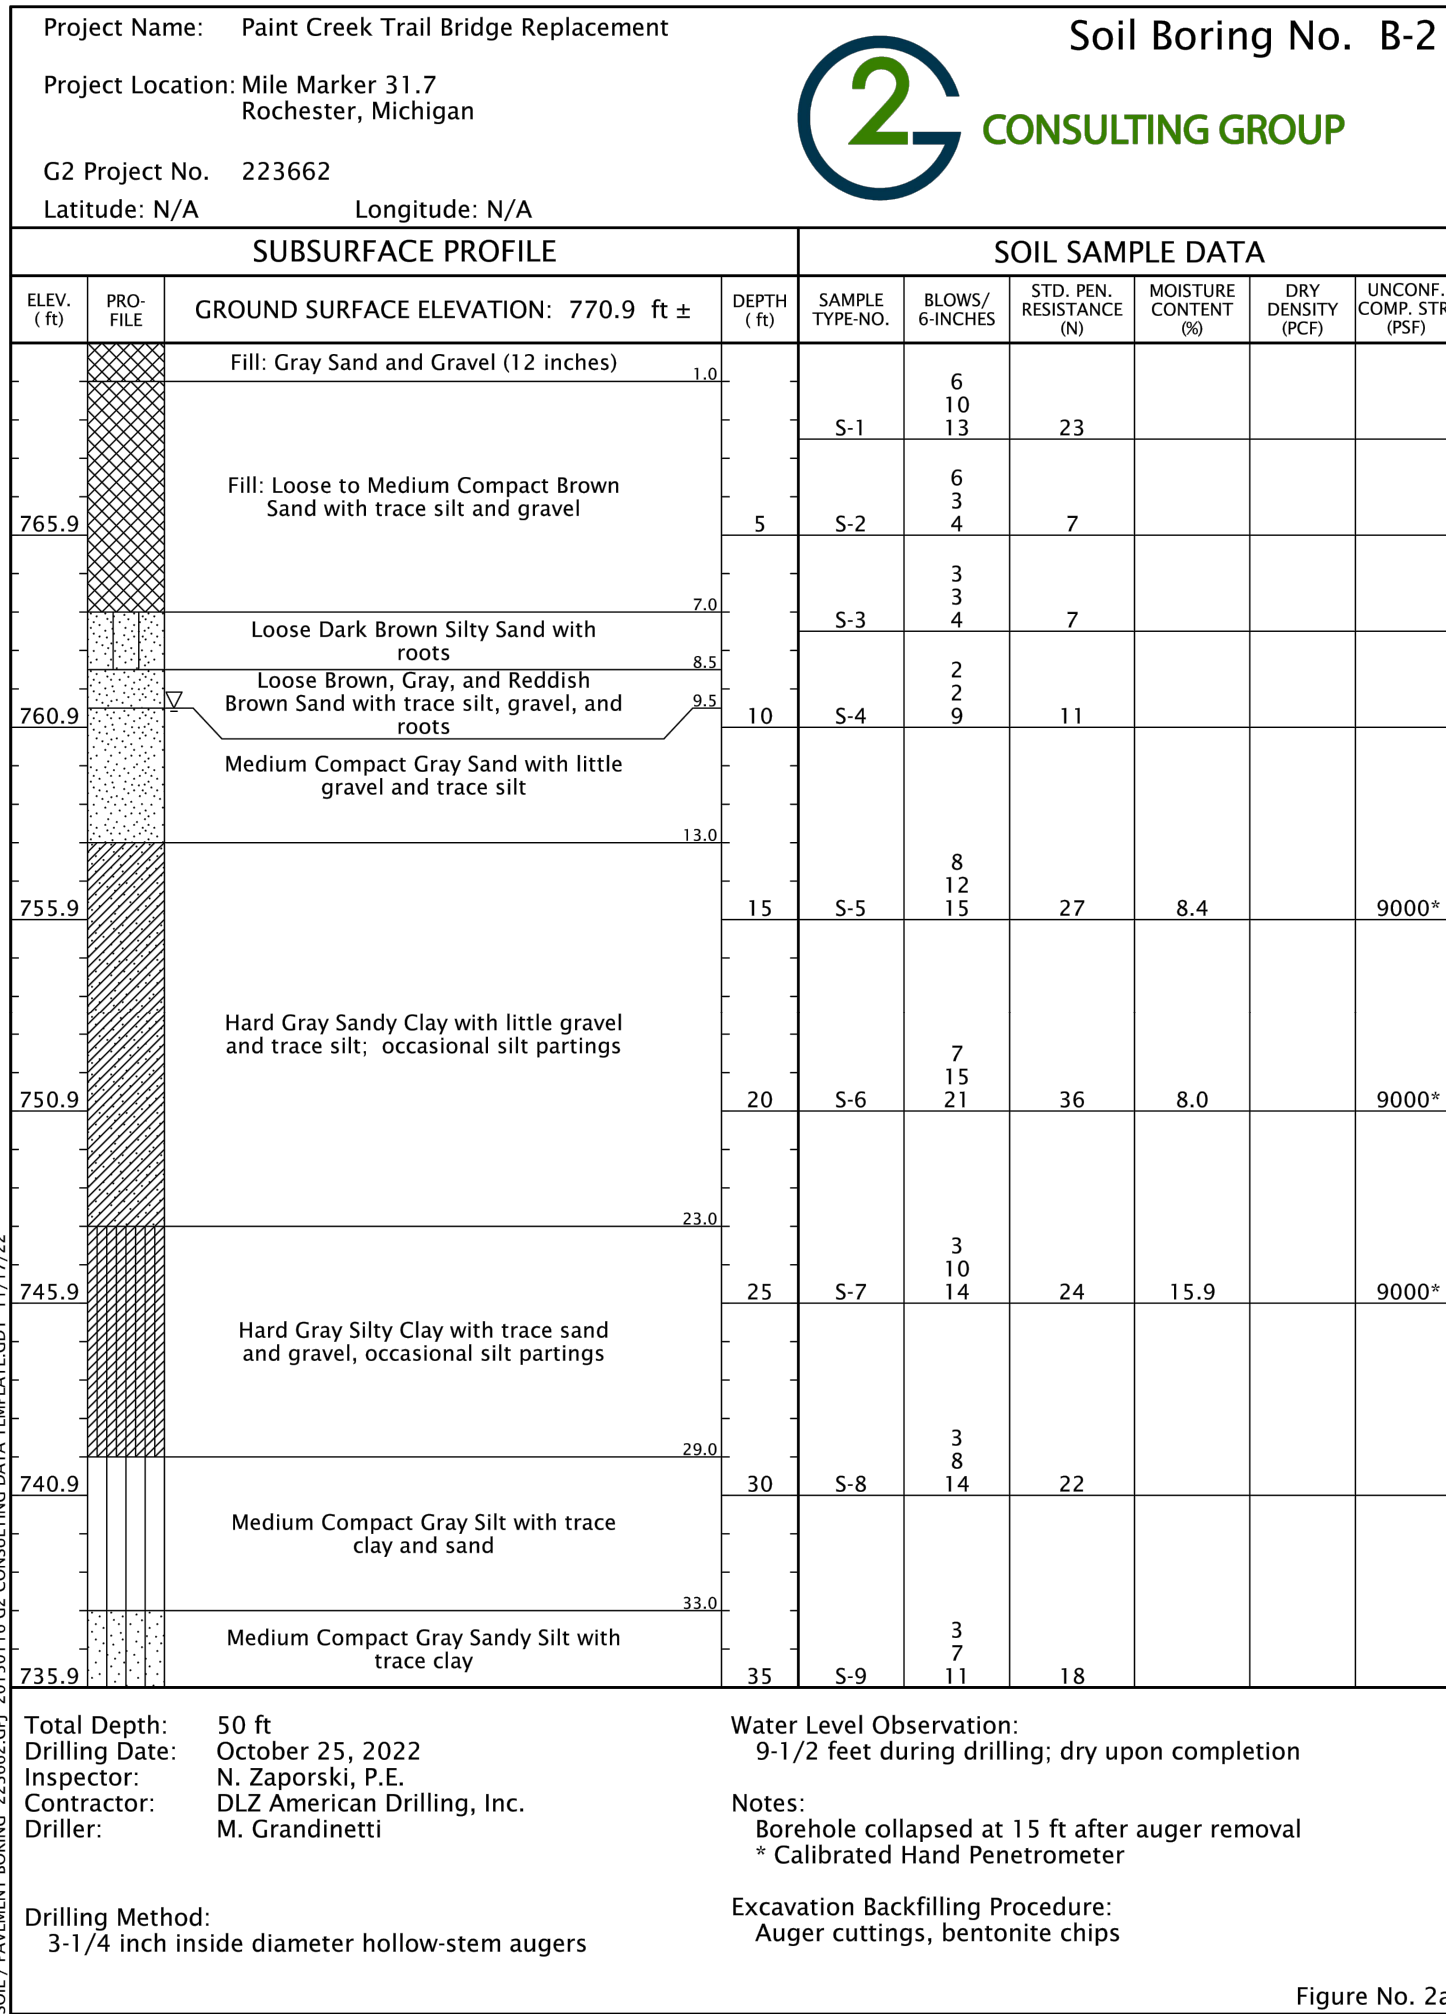 Project Name: Paint Creek Trail Bridge Replacement
Soil Boring No. B-2
Project Location: Mile Marker 31.7
Rochester, Michigan
G2 CONSULTING GROUP
G2 Project No. 223662
Latitude: N/A Longitude: N/A
SUBSURFACE PROFILE
SOIL SAMPLE DATA
ELEV. ( ft)
PRO- FILE
GROUND SURFACE ELEVATION: 770.9 ft ±
DEPTH ( ft)
SAMPLE TYPE-NO.
BLOWS/ 6-INCHES
STD. PEN. RESISTANCE (N)
MOISTURE CONTENT (%)
DRY DENSITY (PCF)
UNCONF. COMP. STR (PSF)
Fill: Gray Sand and Gravel (12 inches)
1.0
6
10
S-1 13 23
Fill: Loose to Medium Compact Brown
Sand with trace silt and gravel
6
3
765.9 5 S-2 4 7
3
3
7.0
S-3 4 7
Loose Dark Brown Silty Sand with
roots
8.5
Loose Brown, Gray, and Reddish
Brown Sand with trace silt, gravel, and
roots
9.5
2
2
760.9 10 S-4 9 11
Medium Compact Gray Sand with little
gravel and trace silt
13.0
8
12
755.9 15 S-5 15 27 8.4 9000*
Hard Gray Sandy Clay with little gravel
and trace silt; occasional silt partings
7
15
750.9 20 S-6 21 36 8.0 9000*
23.0
3
10
745.9 25 S-7 14 24 15.9 9000*
Hard Gray Silty Clay with trace sand
and gravel, occasional silt partings
29.0
3
8
740.9 30 S-8 14 22
Medium Compact Gray Silt with trace
clay and sand
33.0
Medium Compact Gray Sandy Silt with
trace clay
3
7
735.9 35 S-9 11 18
Total Depth: 50 ft
Drilling Date: October 25, 2022
Inspector: N. Zaporski, P.E.
Contractor: DLZ American Drilling, Inc.
Driller: M. Grandinetti
Drilling Method:
3-1/4 inch inside diameter hollow-stem augers
Water Level Observation:
9-1/2 feet during drilling; dry upon completion
Notes:
Borehole collapsed at 15 ft after auger removal
* Calibrated Hand Penetrometer
Excavation Backfilling Procedure:
Auger cuttings, bentonite chips
Figure No. 2a